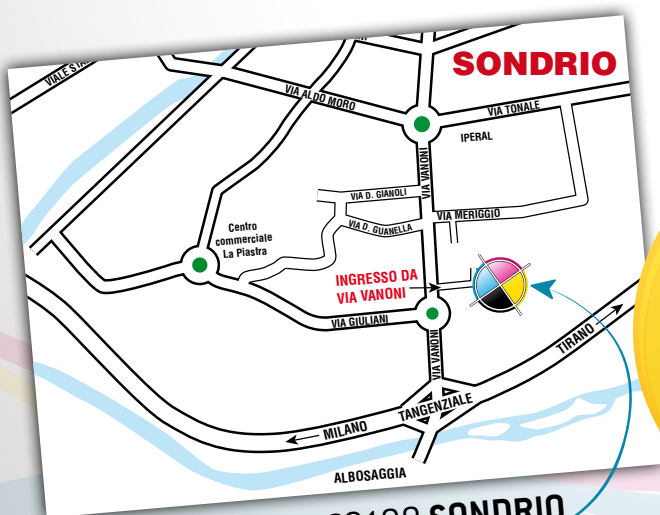 SONDRIO
VIA ALDO MORO
VIA TONALE
IPERAL
VIA VANONI
VIA D. GIANOLI
VIA MERIGGIO
VIA D. GUANELLA
Centro
commerciale
La Piastra
INGRESSO DA
VIA VANONI
VIA GIULIANI
VIA VANONI
TIRANO
TANGENZIALE
MILANO
ALBOSAGGIA
SONDRIO